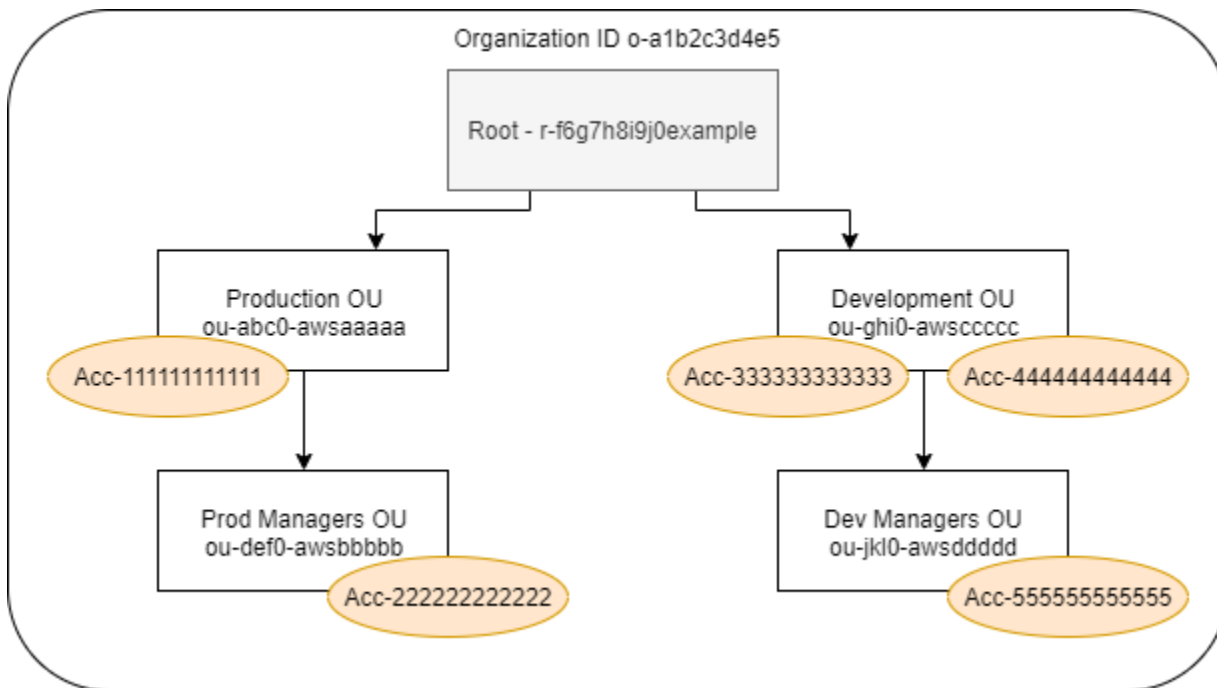 Organization ID o-a1b2c3d4e5
Root - r-f6g7h8i9j0example
Production OU
ou-abc0-awsaaaaa
Acc-111111111111
Development OU
ou-ghi0-awsccccc
Acc-333333333333
Acc-444444444444
Prod Managers OU
ou-def0-awsbbbbb
Acc-222222222222
Dev Managers OU
ou-jkl0-awsddddd
Acc-555555555555